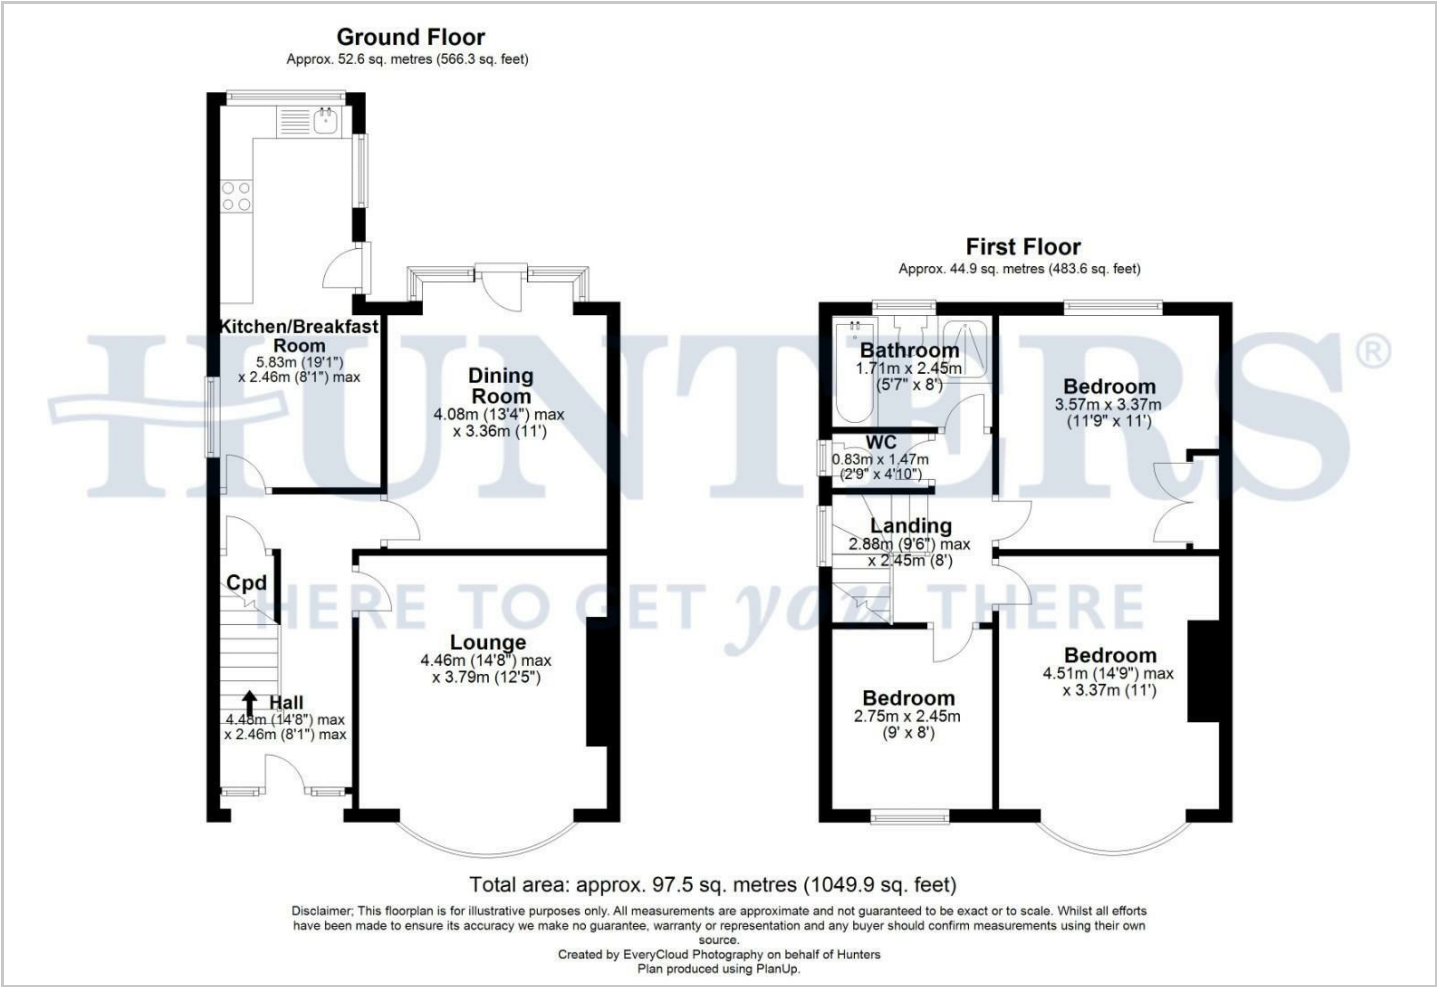 Ground Floor
Approx. 52.6 sq. metres (566.3 sq. feet)
Kitchen/Breakfast
Room
5.83m (19'1")
x 2.46m (8'1") max
Dining
Room
4.08m (13'4") max
x 3.36m (11')
Cpd
Lounge
4.46m (14'8") max
x 3.79m (12'5")
Hall
4.48m (14'8") max
x 2.46m (8'1") max
First Floor
Approx. 44.9 sq. metres (483.6 sq. feet)
Bathroom
1.71m x 2.45m
(5'7" x 8')
Bedroom
3.57m x 3.37m
(11'9" x 11')
WC
0.83m x 1.47m
(2'9" x 4'10")
Landing
2.88m (9'6") max
x 2.45m (8')
Bedroom
4.51m (14'9") max
x 3.37m (11')
Bedroom
2.75m x 2.45m
(9' x 8')
HUNTERS®
HERE TO GET you THERE
Total area: approx. 97.5 sq. metres (1049.9 sq. feet)
Disclaimer; This floorplan is for illustrative purposes only. All measurements are approximate and not guaranteed to be exact or to scale. Whilst all efforts
have been made to ensure its accuracy we make no guarantee, warranty or representation and any buyer should confirm measurements using their own
source.
Created by EveryCloud Photography on behalf of Hunters
Plan produced using PlanUp.